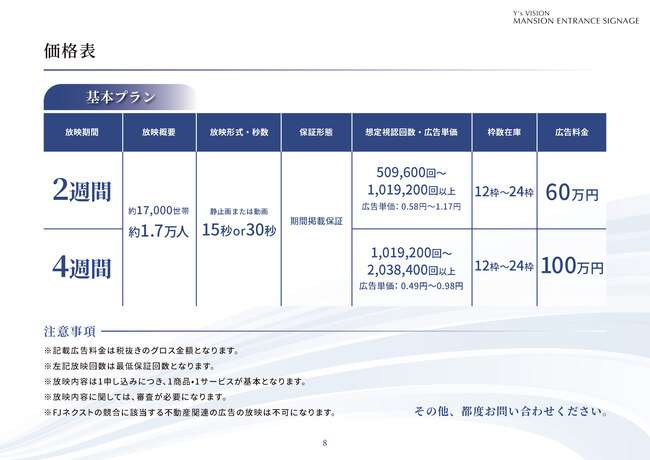 Y's VISION
MANSION ENTRANCE SIGNAGE
価格表
基本プラン
放映期間 放映概要 放映形式・秒数 保証形態 想定視認回数・広告単価 枠数在庫 広告料金
2週間
約17,000世帯
約1.7万人
静止画または動画
15秒or30秒
期間掲載保証
509,600回～
1,019,200回以上
広告単価：0.58円～1.17円
12枠～24枠
60万円
4週間
1,019,200回～
2,038,400回以上
広告単価：0.49円～0.98円
12枠～24枠
100万円
注意事項
※記載広告料金は税抜きのグロス金額となります。
※左記放映回数は最低保証回数となります。
※放映内容は1申し込みにつき、1商品・1サービスが基本となります。
※放映内容に関しては、審査が必要になります。
※FJネクストの競合に該当する不動産関連の広告の放映は不可になります。
その他、都度お問い合わせください。
8